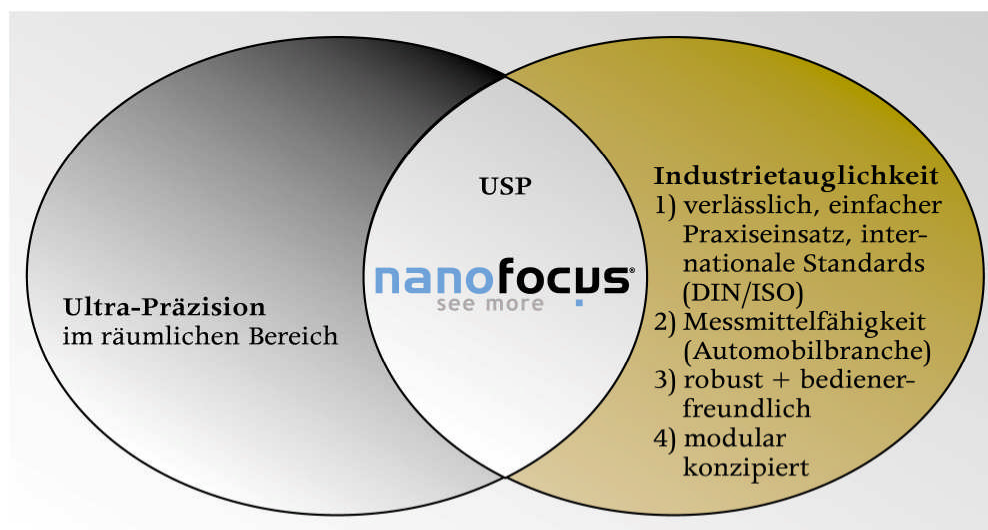 Ultra-Präzision
im räumlichen Bereich
USP
nanofocus®
see more
Industrietauglichkeit
1) verlässlich, einfacher
Praxiseinsatz, inter-
nationale Standards
(DIN/ISO)
2) Messmittelfähigkeit
(Automobilbranche)
3) robust + bediener-
freundlich
4) modular
konzipiert